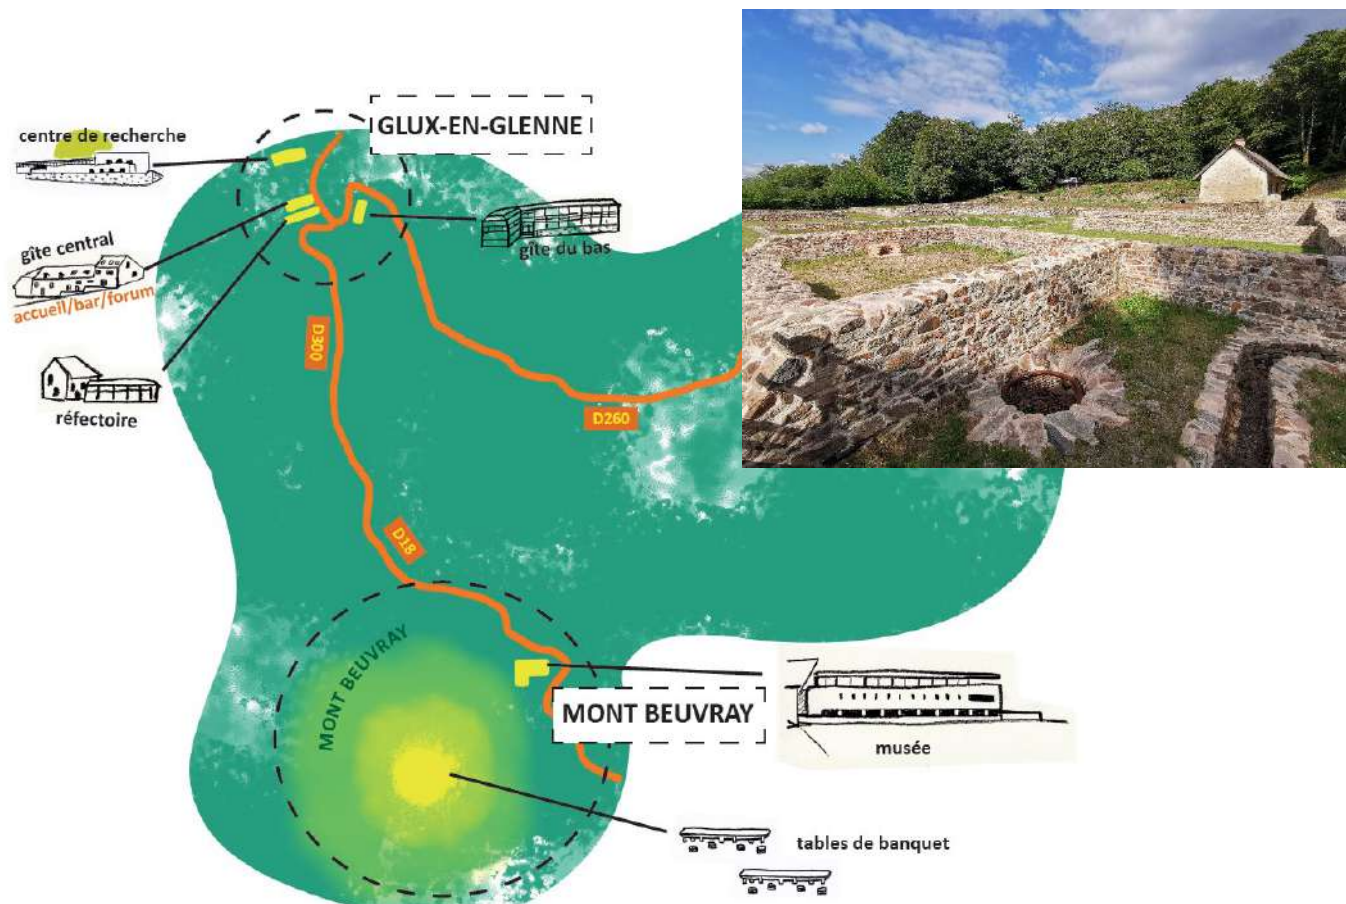 GLUX-EN-GLENNE
centre de recherche
gîte central
accueil/bar/forum
gîte du bas
réfectoire
D300
D260
D18
MONT BEUVRAY
MONT BEUVRAY
musée
tables de banquet